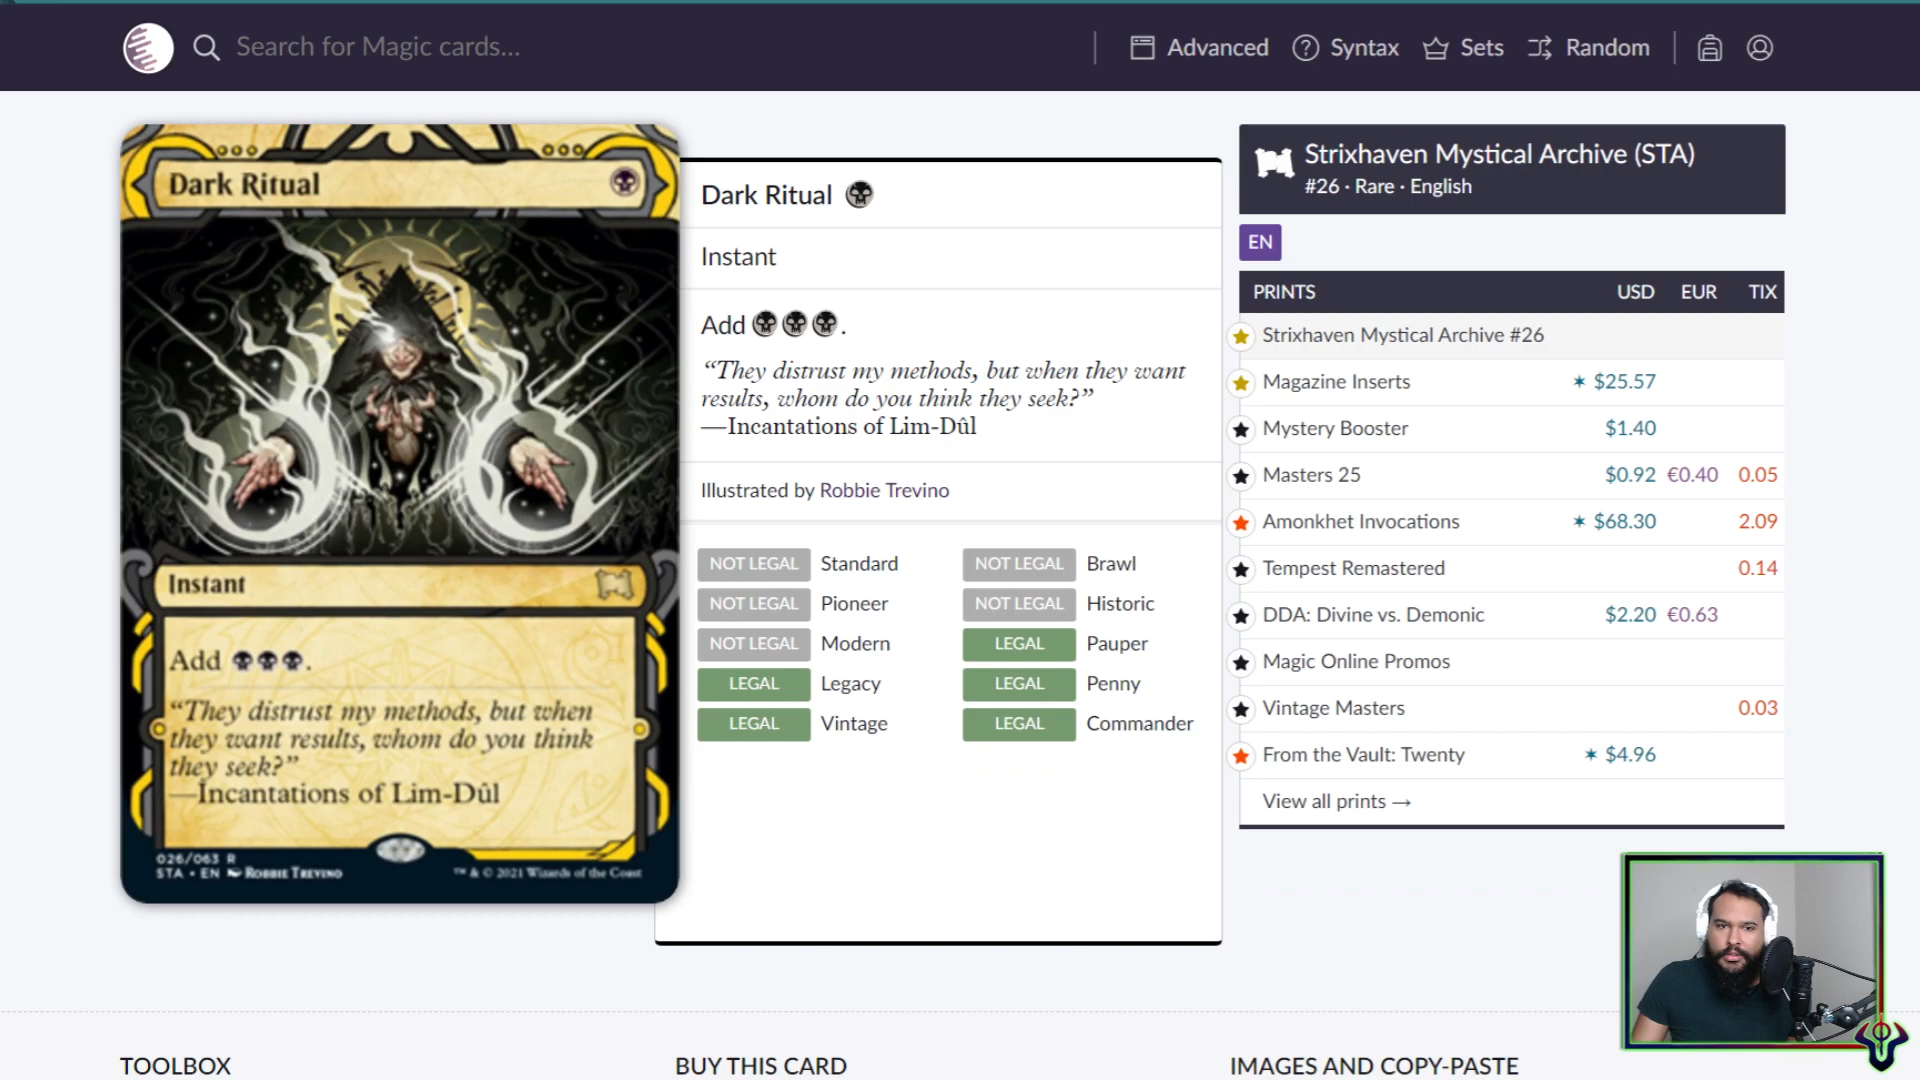 Search for Magic cards...
Advanced
Syntax
Sets
Random
Dark Ritual
Instant
Add
.
“They distrust my methods, but when
they want results, whom do you think
they seek?”
—Incantations of Lim-Dûl
026/063 R
STA • EN Robbie Trevino
™ & © 2021 Wizards of the Coast
Dark Ritual
Instant
Add .
“They distrust my methods, but when they want
results, whom do you think they seek?”
—Incantations of Lim-Dûl
Illustrated by Robbie Trevino
NOT LEGAL Standard NOT LEGAL Brawl
NOT LEGAL Pioneer NOT LEGAL Historic
NOT LEGAL Modern LEGAL Pauper
LEGAL Legacy LEGAL Penny
LEGAL Vintage LEGAL Commander
Strixhaven Mystical Archive (STA)
#26 · Rare · English
EN
PRINTS USD EUR TIX
Strixhaven Mystical Archive #26
Magazine Inserts ✶ $25.57
Mystery Booster $1.40
Masters 25 $0.92 €0.40 0.05
Amonkhet Invocations ✶ $68.30 2.09
Tempest Remastered 0.14
DDA: Divine vs. Demonic $2.20 €0.63
Magic Online Promos
Vintage Masters 0.03
From the Vault: Twenty ✶ $4.96
View all prints →
TOOLBOX
BUY THIS CARD
IMAGES AND COPY-PASTE